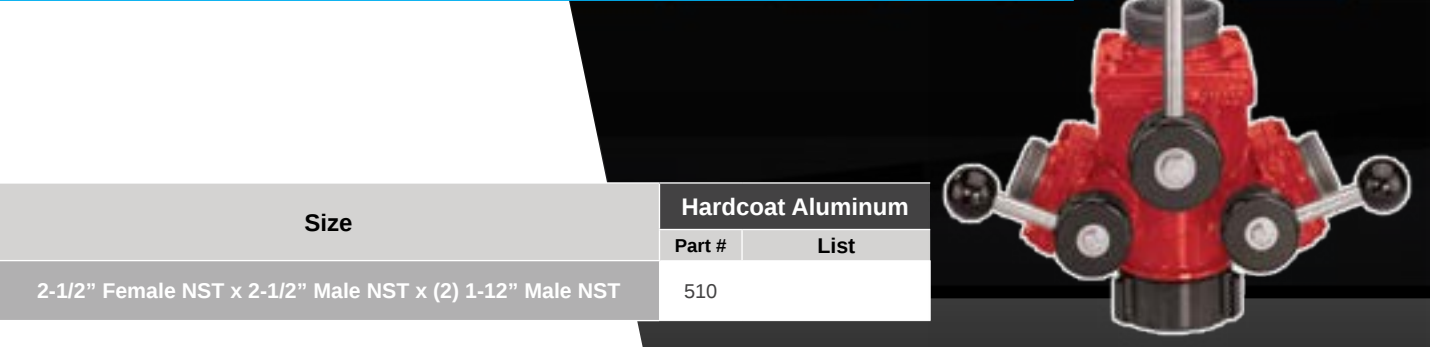 Size
Hardcoat Aluminum
Part #
List
2-1/2” Female NST x 2-1/2” Male NST x (2) 1-12” Male NST
510